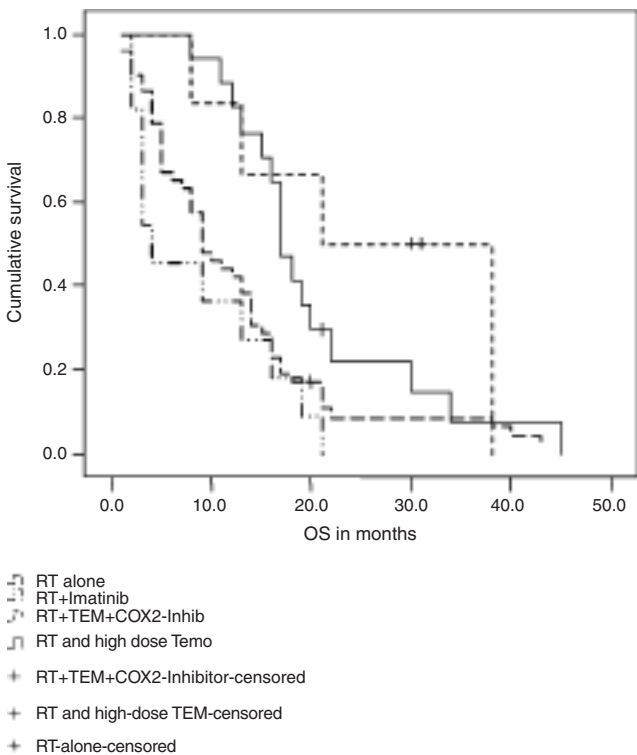 Cumulative survival
1.0
0.8
0.6
0.4
0.2
0.0
0.0 10.0 20.0 30.0 40.0 50.0
OS in months
RT alone
RT+Imatinib
RT+TEM+COX2-Inhib
RT and high dose Temo
RT+TEM+COX2-Inhibitor-censored
RT and high-dose TEM-censored
RT-alone-censored